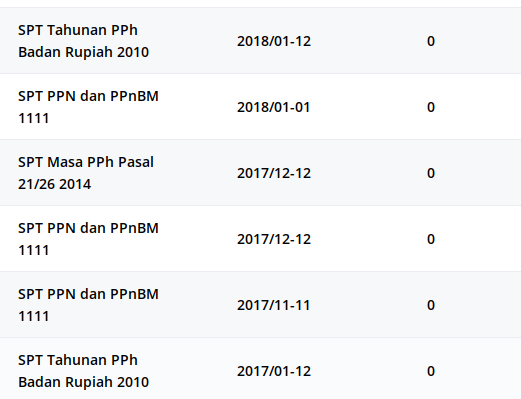 SPT Tahunan PPh
Badan Rupiah 2010
2018/01-12
0
SPT PPN dan PPnBM
1111
2018/01-01
0
SPT Masa PPh Pasal
21/26 2014
2017/12-12
0
SPT PPN dan PPnBM
1111
2017/12-12
0
SPT PPN dan PPnBM
1111
2017/11-11
0
SPT Tahunan PPh
Badan Rupiah 2010
2017/01-12
0